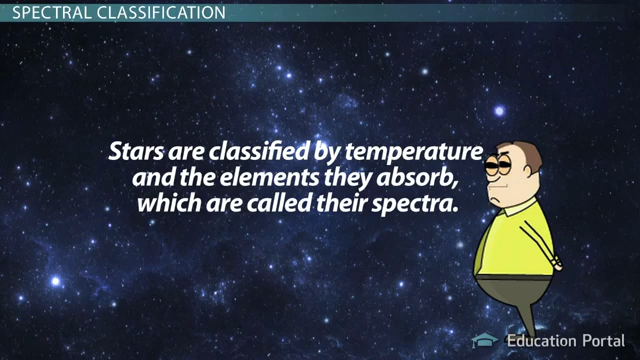 SPECTRAL CLASSIFICATION
Stars are classified by temperature
and the elements they absorb,
which are called their spectra.
Education Portal